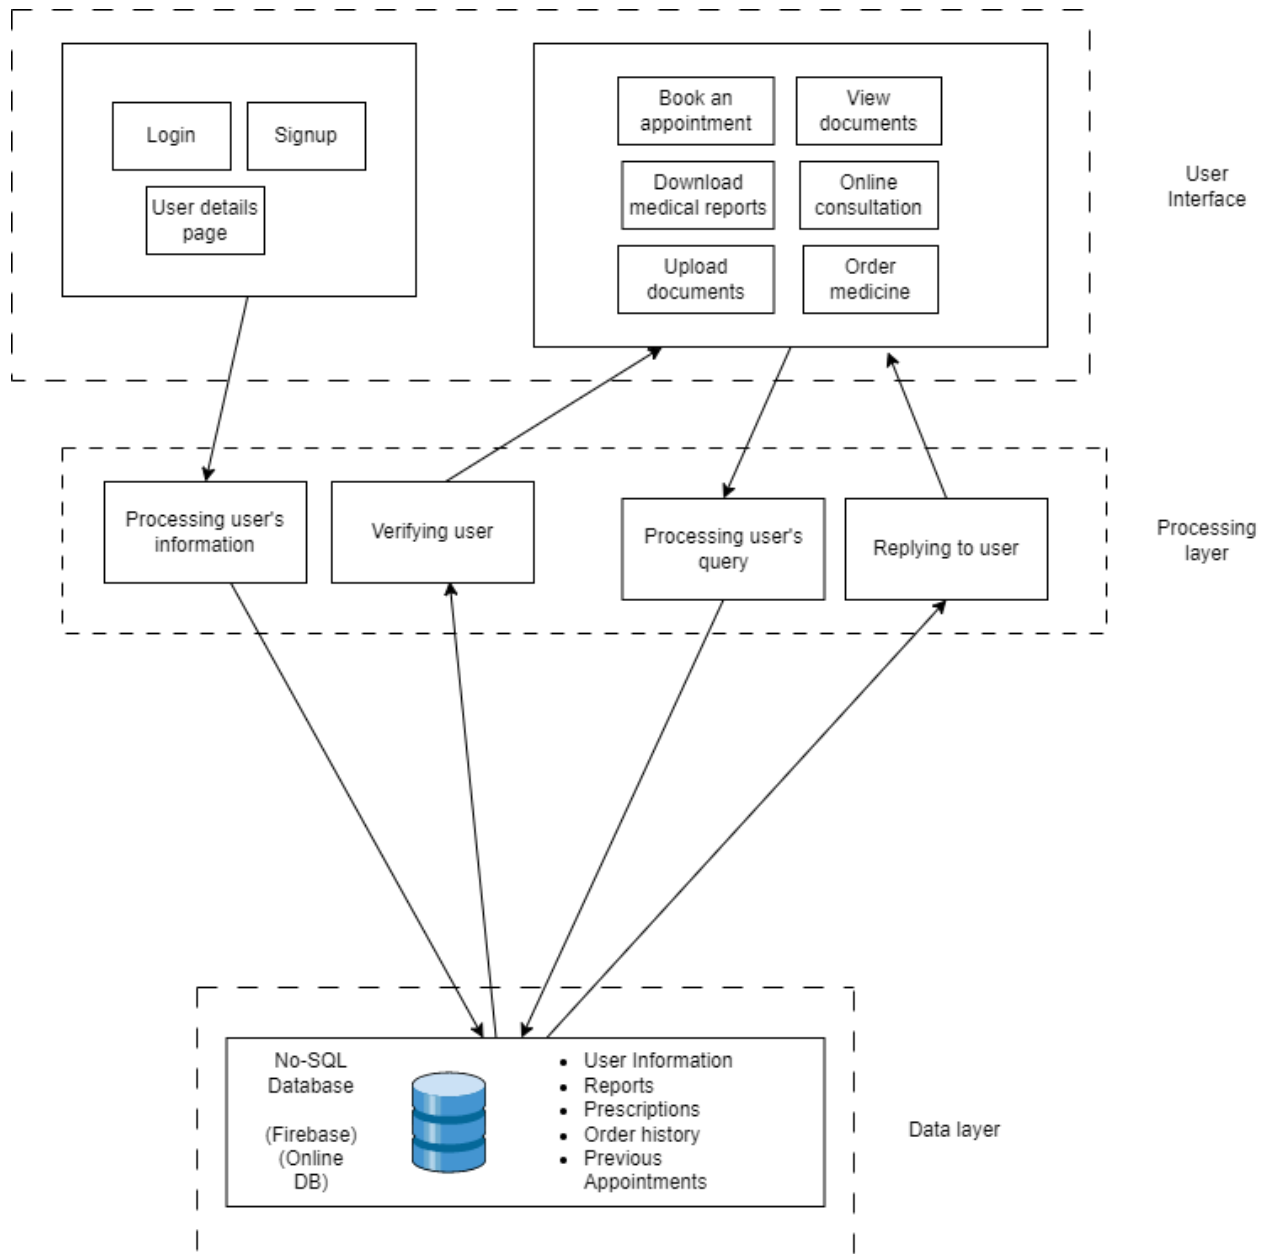 Login
Signup
User details
page
Book an
appointment
View
documents
Download
medical reports
Online
consultation
Upload
documents
Order
medicine
User
Interface
Processing user's
information
Verifying user
Processing user's
query
Replying to user
Processing
layer
No-SQL
Database
(Firebase)
(Online
DB)
• User Information
• Reports
• Prescriptions
• Order history
• Previous
Appointments
Data layer